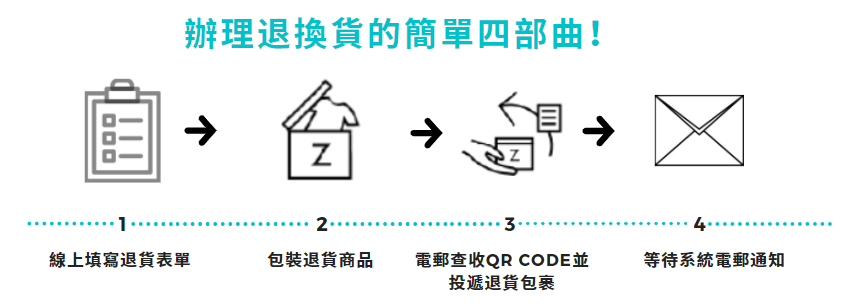 辦理退換貨的簡單四部曲！
Z
Z
1
2
3
4
線上填寫退貨表單
包裝退貨商品
電郵查收QR CODE並
投遞退貨包裹
等待系統電郵通知